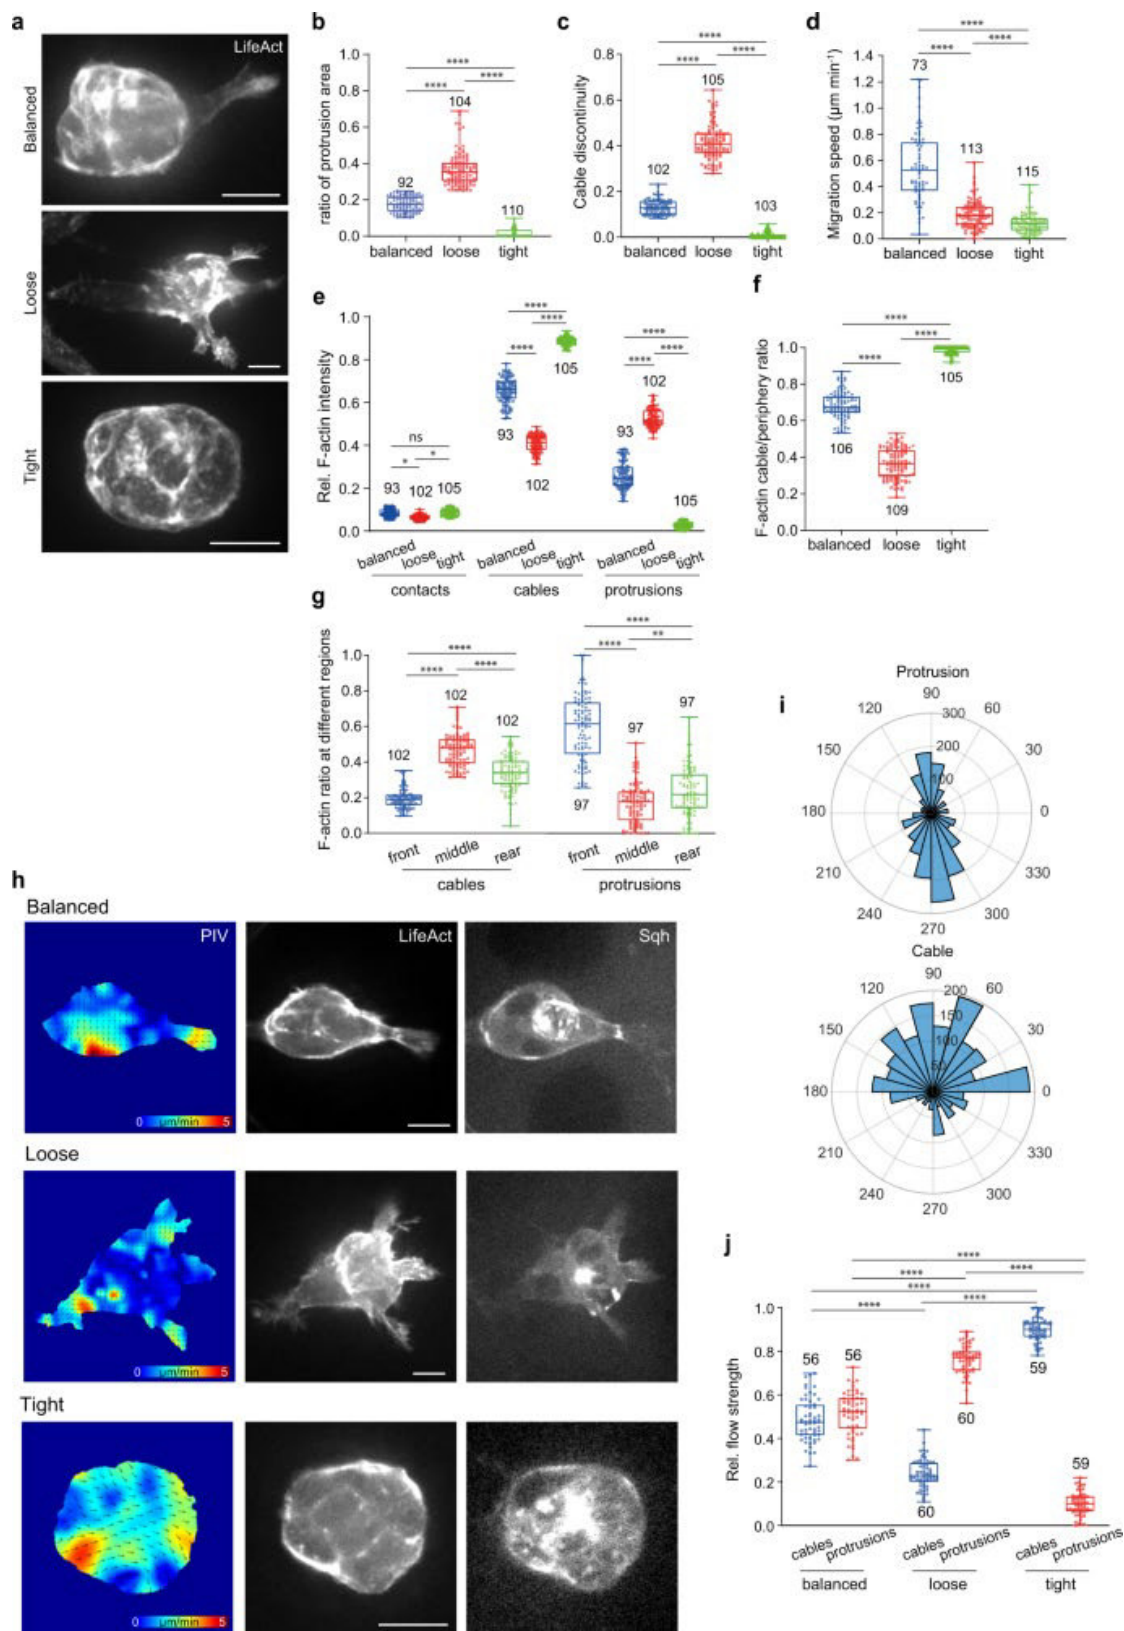 a
LifeAct
Balanced
Loose
Tight
b
ratio of protrusion area
1.0
0.8
0.6
0.4
0.2
0.0
****
****
****
92
104
110
balanced
loose
tight
c
Cable discontinuity
0.8
0.6
0.4
0.2
0.0
****
****
****
102
105
103
balanced
loose
tight
d
Migration speed (µm min⁻¹)
1.4
1.2
1.0
0.8
0.6
0.4
0.2
0.0
****
****
****
73
113
115
balanced
loose
tight
e
Rel. F-actin intensity
1.0
0.8
0.6
0.4
0.2
0.0
ns
*
*
93
102
105
****
****
****
93
102
105
****
****
****
93
102
105
balanced
loose
tight
balanced
loose
tight
balanced
loose
tight
contacts
cables
protrusions
f
F-actin cable/periphery ratio
1.0
0.8
0.6
0.4
0.2
0.0
****
****
****
106
109
105
balanced
loose
tight
g
F-actin ratio at different regions
1.0
0.8
0.6
0.4
0.2
0.0
****
****
****
102
102
102
****
****
**
97
97
97
front
middle
rear
front
middle
rear
cables
protrusions
h
Balanced
PIV
LifeAct
Sqh
0 µm/min 5
Loose
0 µm/min 5
Tight
0 µm/min 5
i
Protrusion
90
120
60
150
30
180
0
210
330
240
300
270
300
200
100
Cable
90
120
60
150
30
180
0
210
330
240
300
270
200
150
100
50
j
Rel. flow strength
1.0
0.8
0.6
0.4
0.2
0.0
****
****
****
****
****
****
56
56
60
60
59
59
cables
protrusions
cables
protrusions
cables
protrusions
balanced
loose
tight